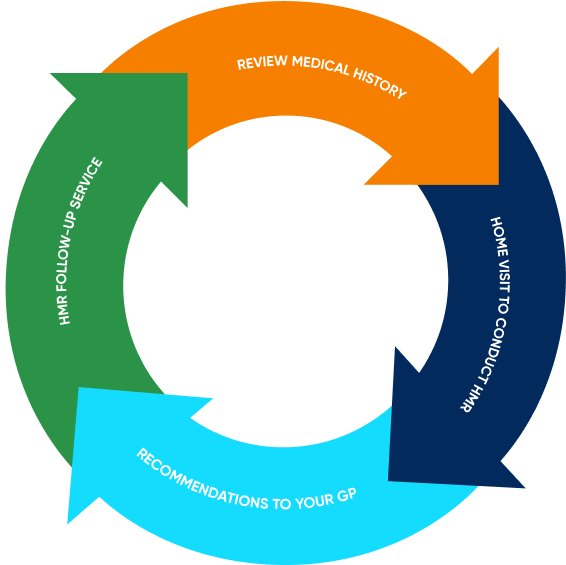 REVIEW MEDICAL HISTORY
HOME VISIT TO CONDUCT HMR
RECOMMENDATIONS TO YOUR GP
HMR FOLLOW-UP SERVICE